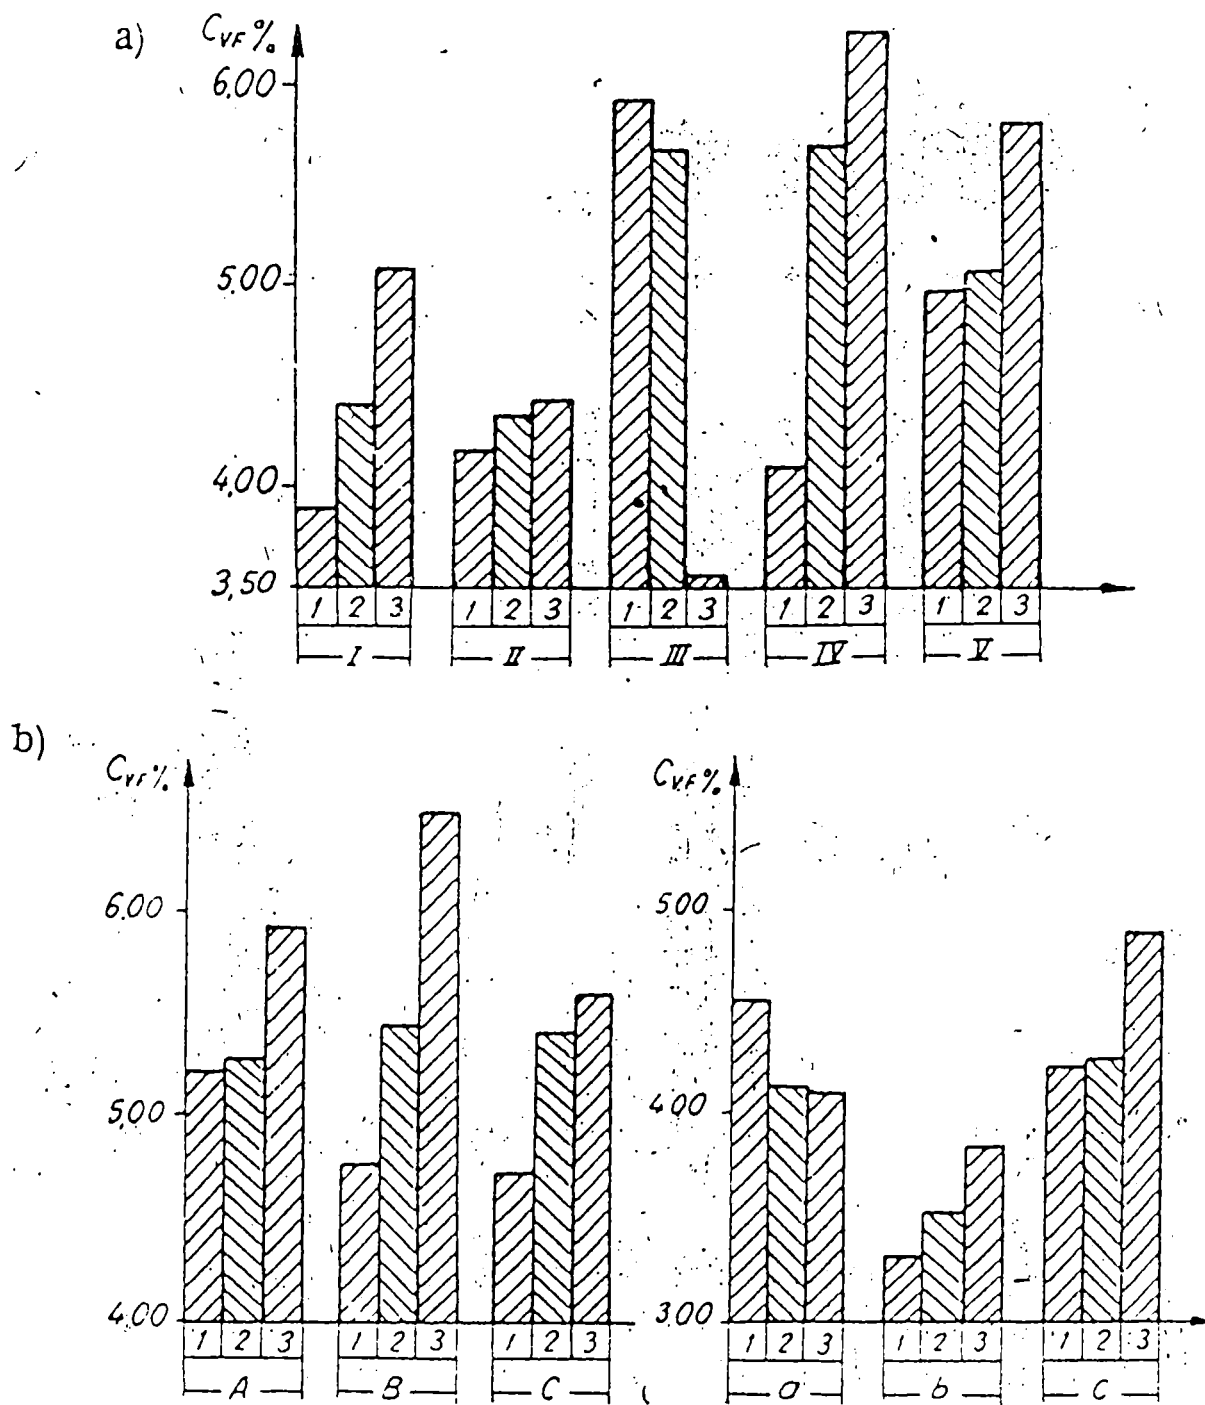 a)
C_VF %
6,00
5,00
4,00
3,50
1 2 3 1 2 3 1 2 3 1 2 3 1 2 3
I II III IV V
b)
C_VF % C_VF %
6,00 5,00
5,00 4,00
4,00 3,00
1 2 3 1 2 3 1 2 3 1 2 3 1 2 3 1 2 3
A B C a b c